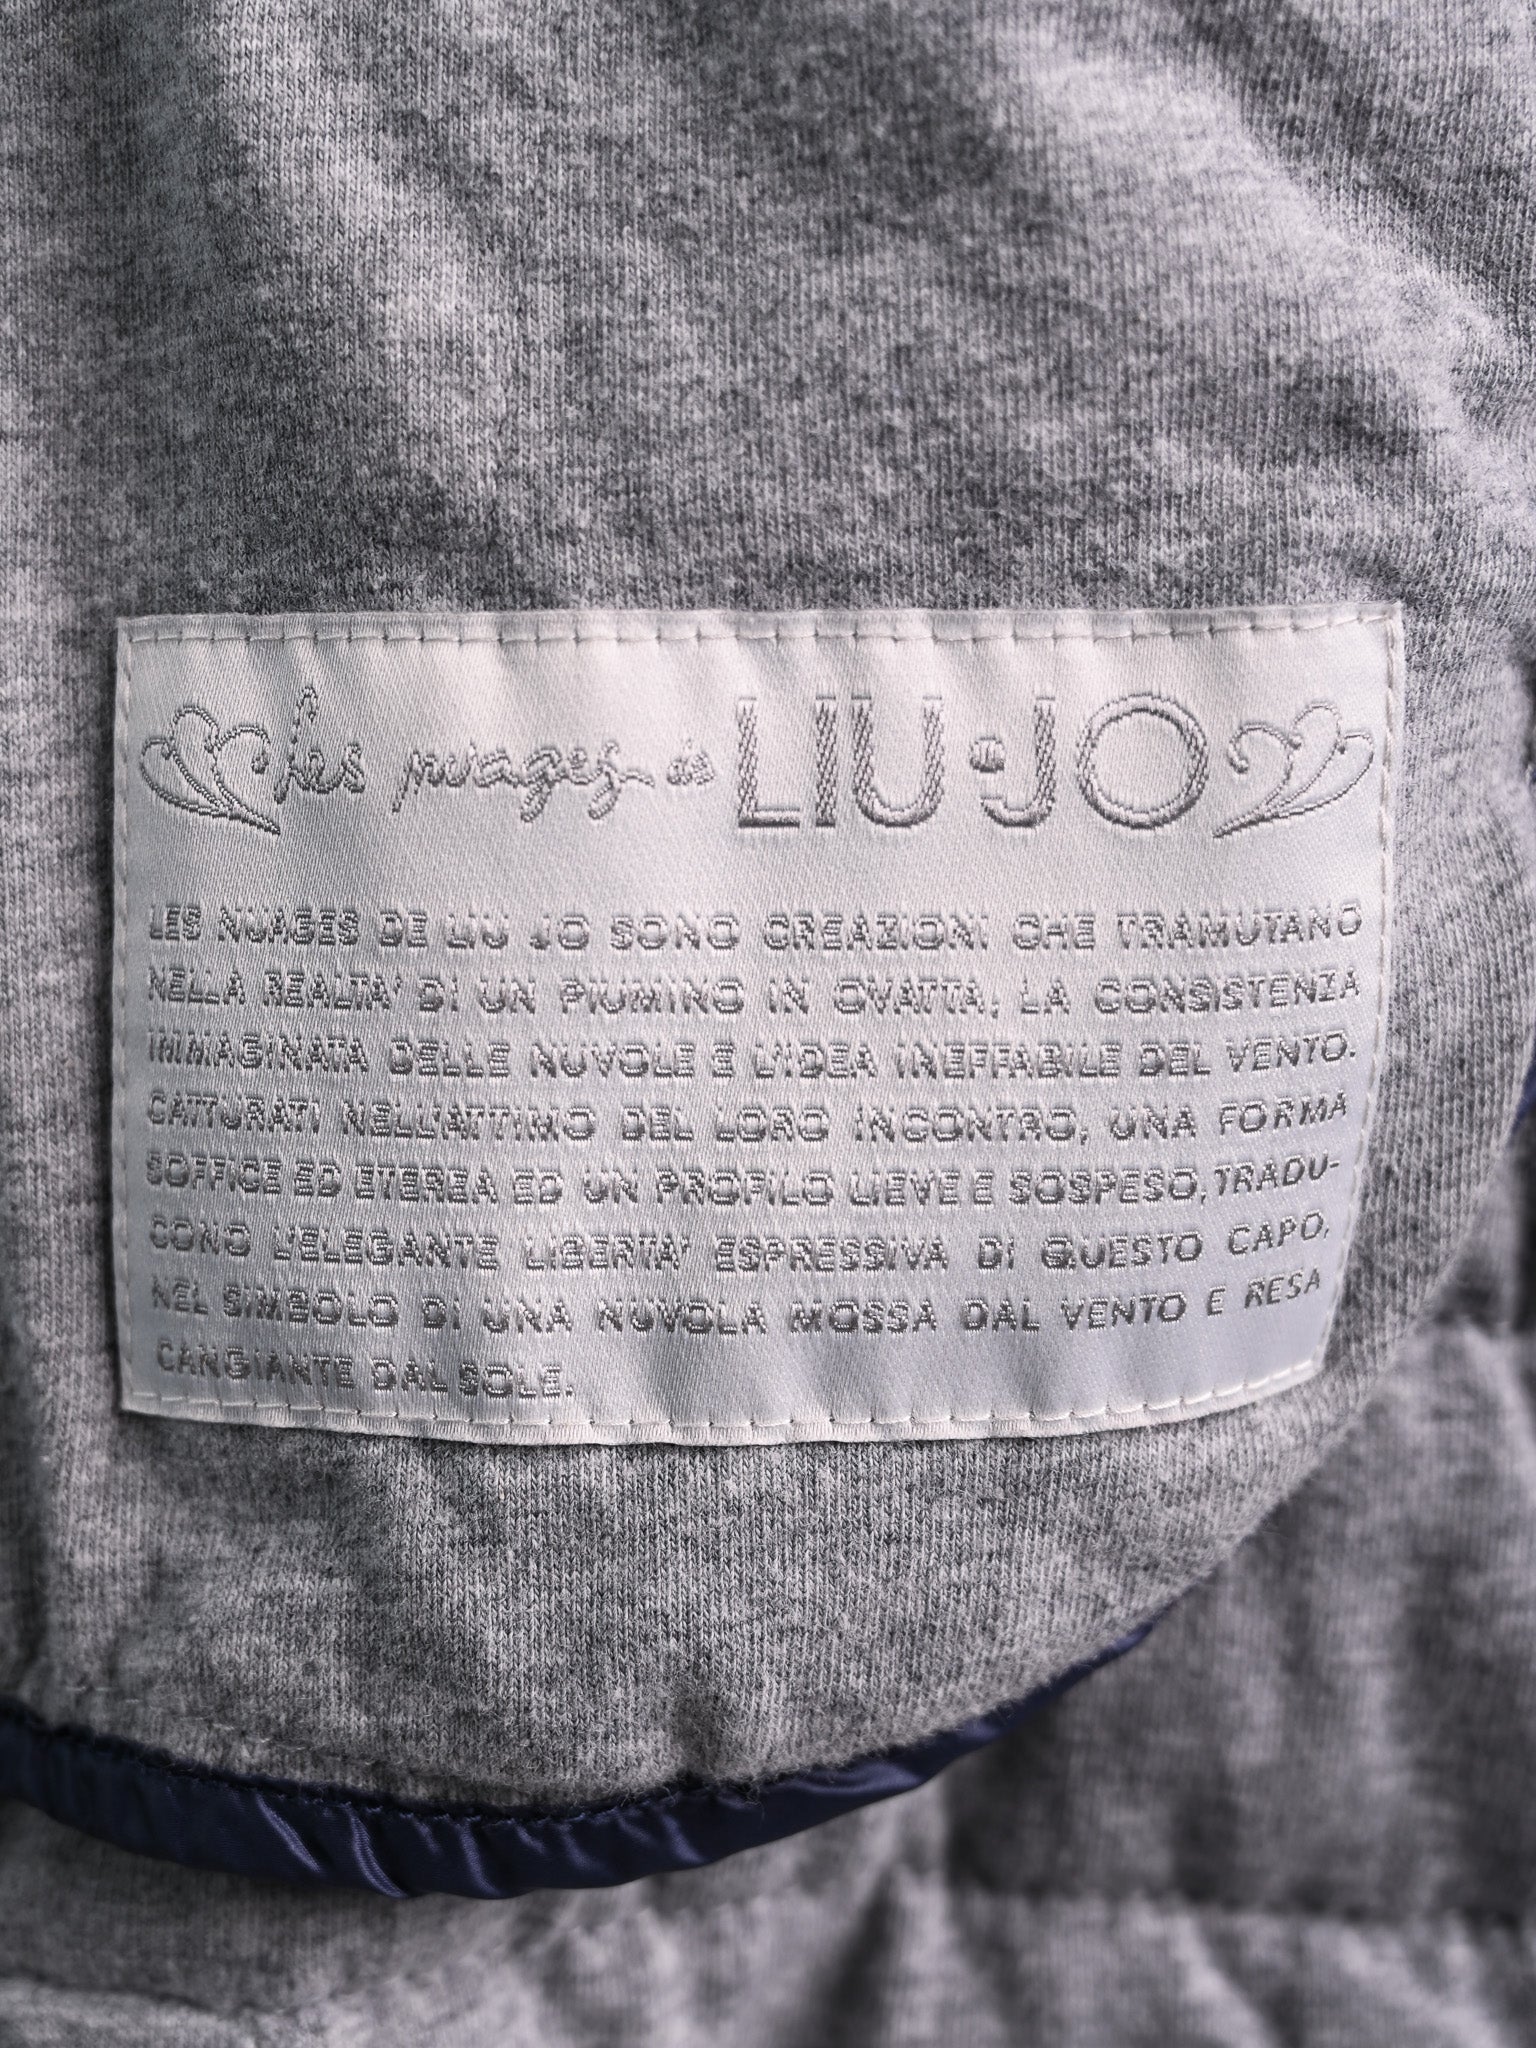 Les nuages de LIU·JO
LES NUAGES DE LIU JO SONO CREAZIONI CHE TRAMUTANO
NELLA REALTA' DI UN PIUMINO IN OVATTA, LA CONSISTENZA
IMMAGINATA DELLE NUVOLE E L'IDEA INEFFABILE DEL VENTO.
CATTURATI NELL'ATTIMO DEL LORO INCONTRO, UNA FORMA
SOFFICE ED ETEREA ED UN PROFILO LIEVE E SOSPESO, TRADU-
CONO L'ELEGANTE LIBERTA' ESPRESSIVA DI QUESTO CAPO,
NEL SIMBOLO DI UNA NUVOLA MOSSA DAL VENTO E RESA
CANGIANTE DAL SOLE.